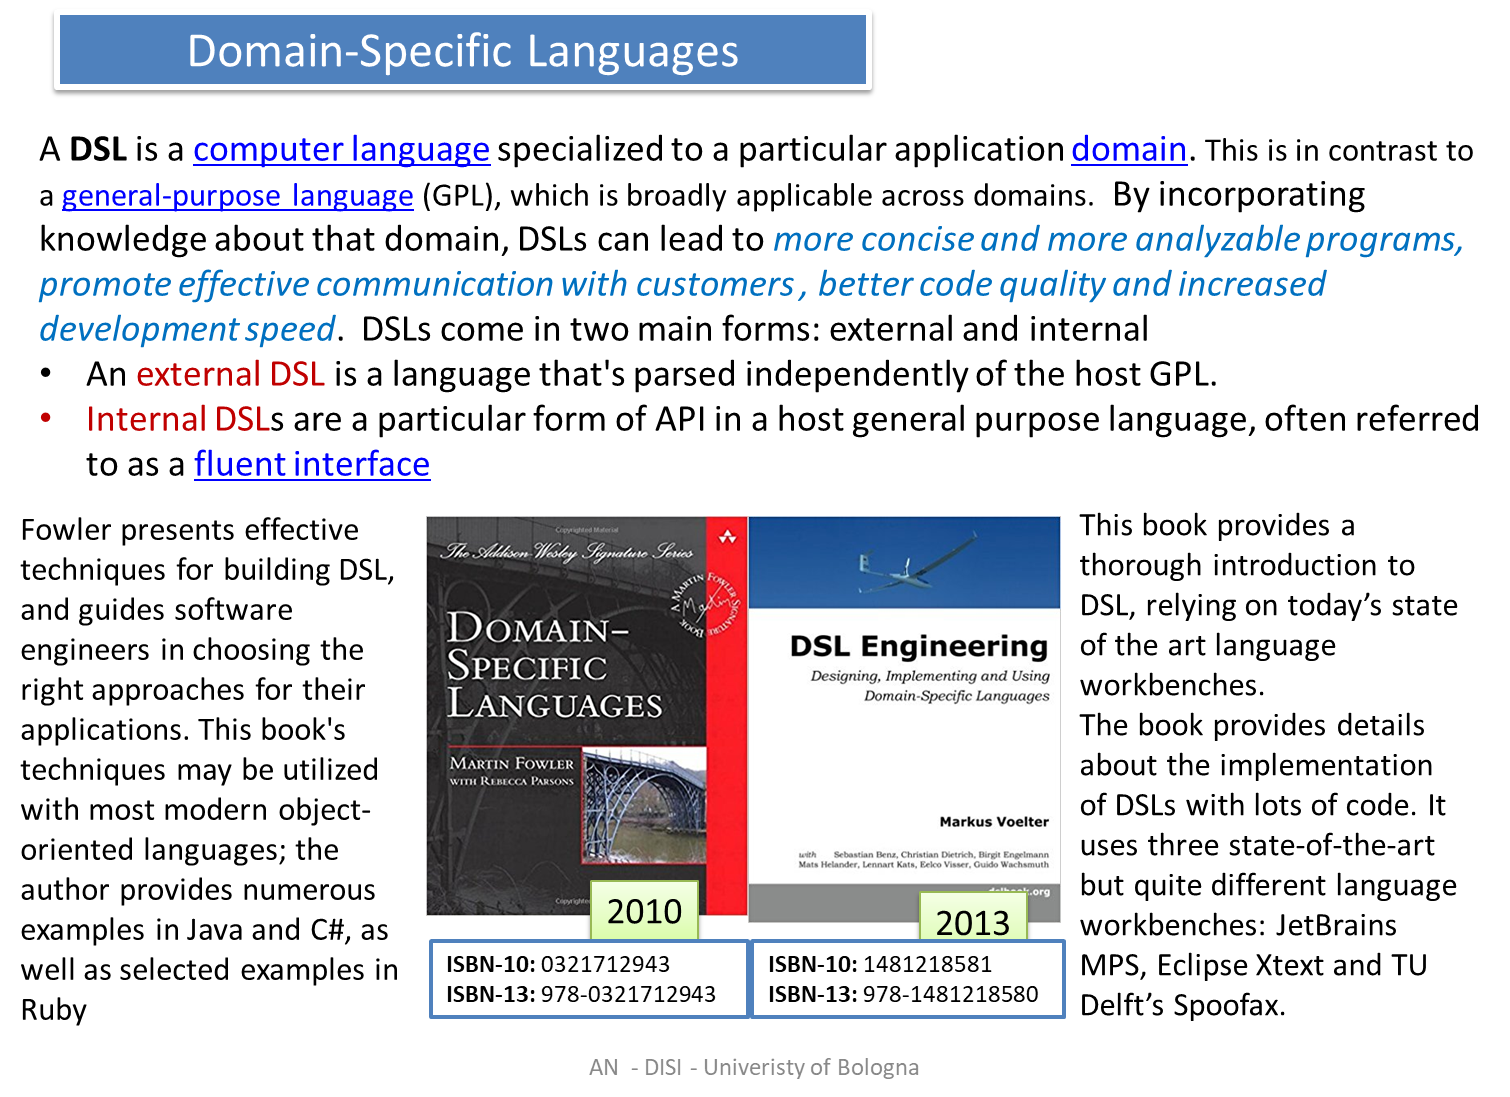 Domain-Specific Languages
A DSL is a computer language specialized to a particular application domain. This is in contrast to
a general-purpose language (GPL), which is broadly applicable across domains. By incorporating
knowledge about that domain, DSLs can lead to more concise and more analyzable programs,
promote effective communication with customers , better code quality and increased
development speed. DSLs come in two main forms: external and internal
• An external DSL is a language that's parsed independently of the host GPL.
• Internal DSLs are a particular form of API in a host general purpose language, often referred
to as a fluent interface
Fowler presents effective
techniques for building DSL,
and guides software
engineers in choosing the
right approaches for their
applications. This book's
techniques may be utilized
with most modern object-
oriented languages; the
author provides numerous
examples in Java and C#, as
well as selected examples in
Ruby
Copyrighted Material
The Addison Wesley Signature Series
A MARTIN FOWLER SIGNATURE BOOK
Martin
DOMAIN–
SPECIFIC
LANGUAGES
MARTIN FOWLER
WITH REBECCA PARSONS
Copyrighte
2010
ISBN-10: 0321712943
ISBN-13: 978-0321712943
DSL Engineering
Designing, Implementing and Using
Domain-Specific Languages
Markus Voelter
with Sebastian Benz, Christian Dietrich, Birgit Engelmann
Mats Helander, Lennart Kats, Eelco Visser, Guido Wachsmuth
dslbook.org
2013
ISBN-10: 1481218581
ISBN-13: 978-1481218580
This book provides a
thorough introduction to
DSL, relying on today’s state
of the art language
workbenches.
The book provides details
about the implementation
of DSLs with lots of code. It
uses three state-of-the-art
but quite different language
workbenches: JetBrains
MPS, Eclipse Xtext and TU
Delft’s Spoofax.
AN - DISI - Univeristy of Bologna